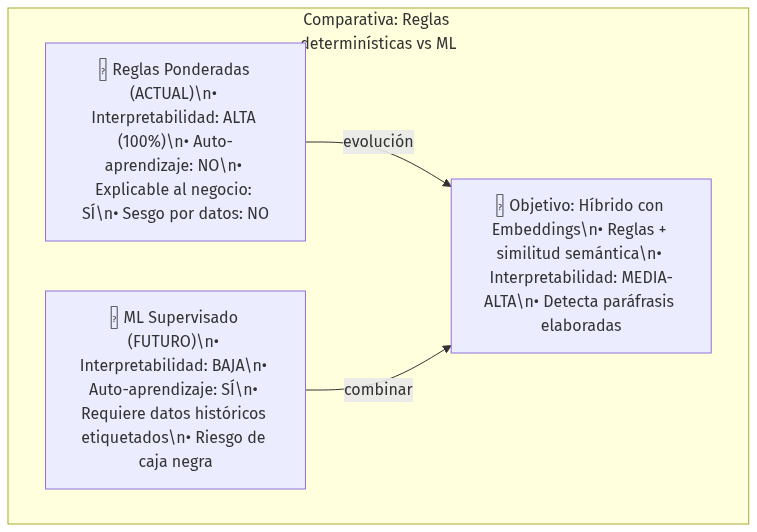 Comparativa: Reglas
determinísticas vs ML
Reglas Ponderadas
(ACTUAL)\n•
Interpretabilidad: ALTA
(100%)\n• Auto-
aprendizaje: NO\n•
Explicable al negocio:
SÍ\n• Sesgo por datos: NO
evolución
Objetivo: Híbrido con
Embeddings\n• Reglas +
similitud semántica\n•
Interpretabilidad: MEDIA-
ALTA\n• Detecta paráfrasis
elaboradas
ML Supervisado
(FUTURO)\n•
Interpretabilidad: BAJA\n•
Auto-aprendizaje: SÍ\n•
Requiere datos históricos
etiquetados\n• Riesgo de
caja negra
combinar